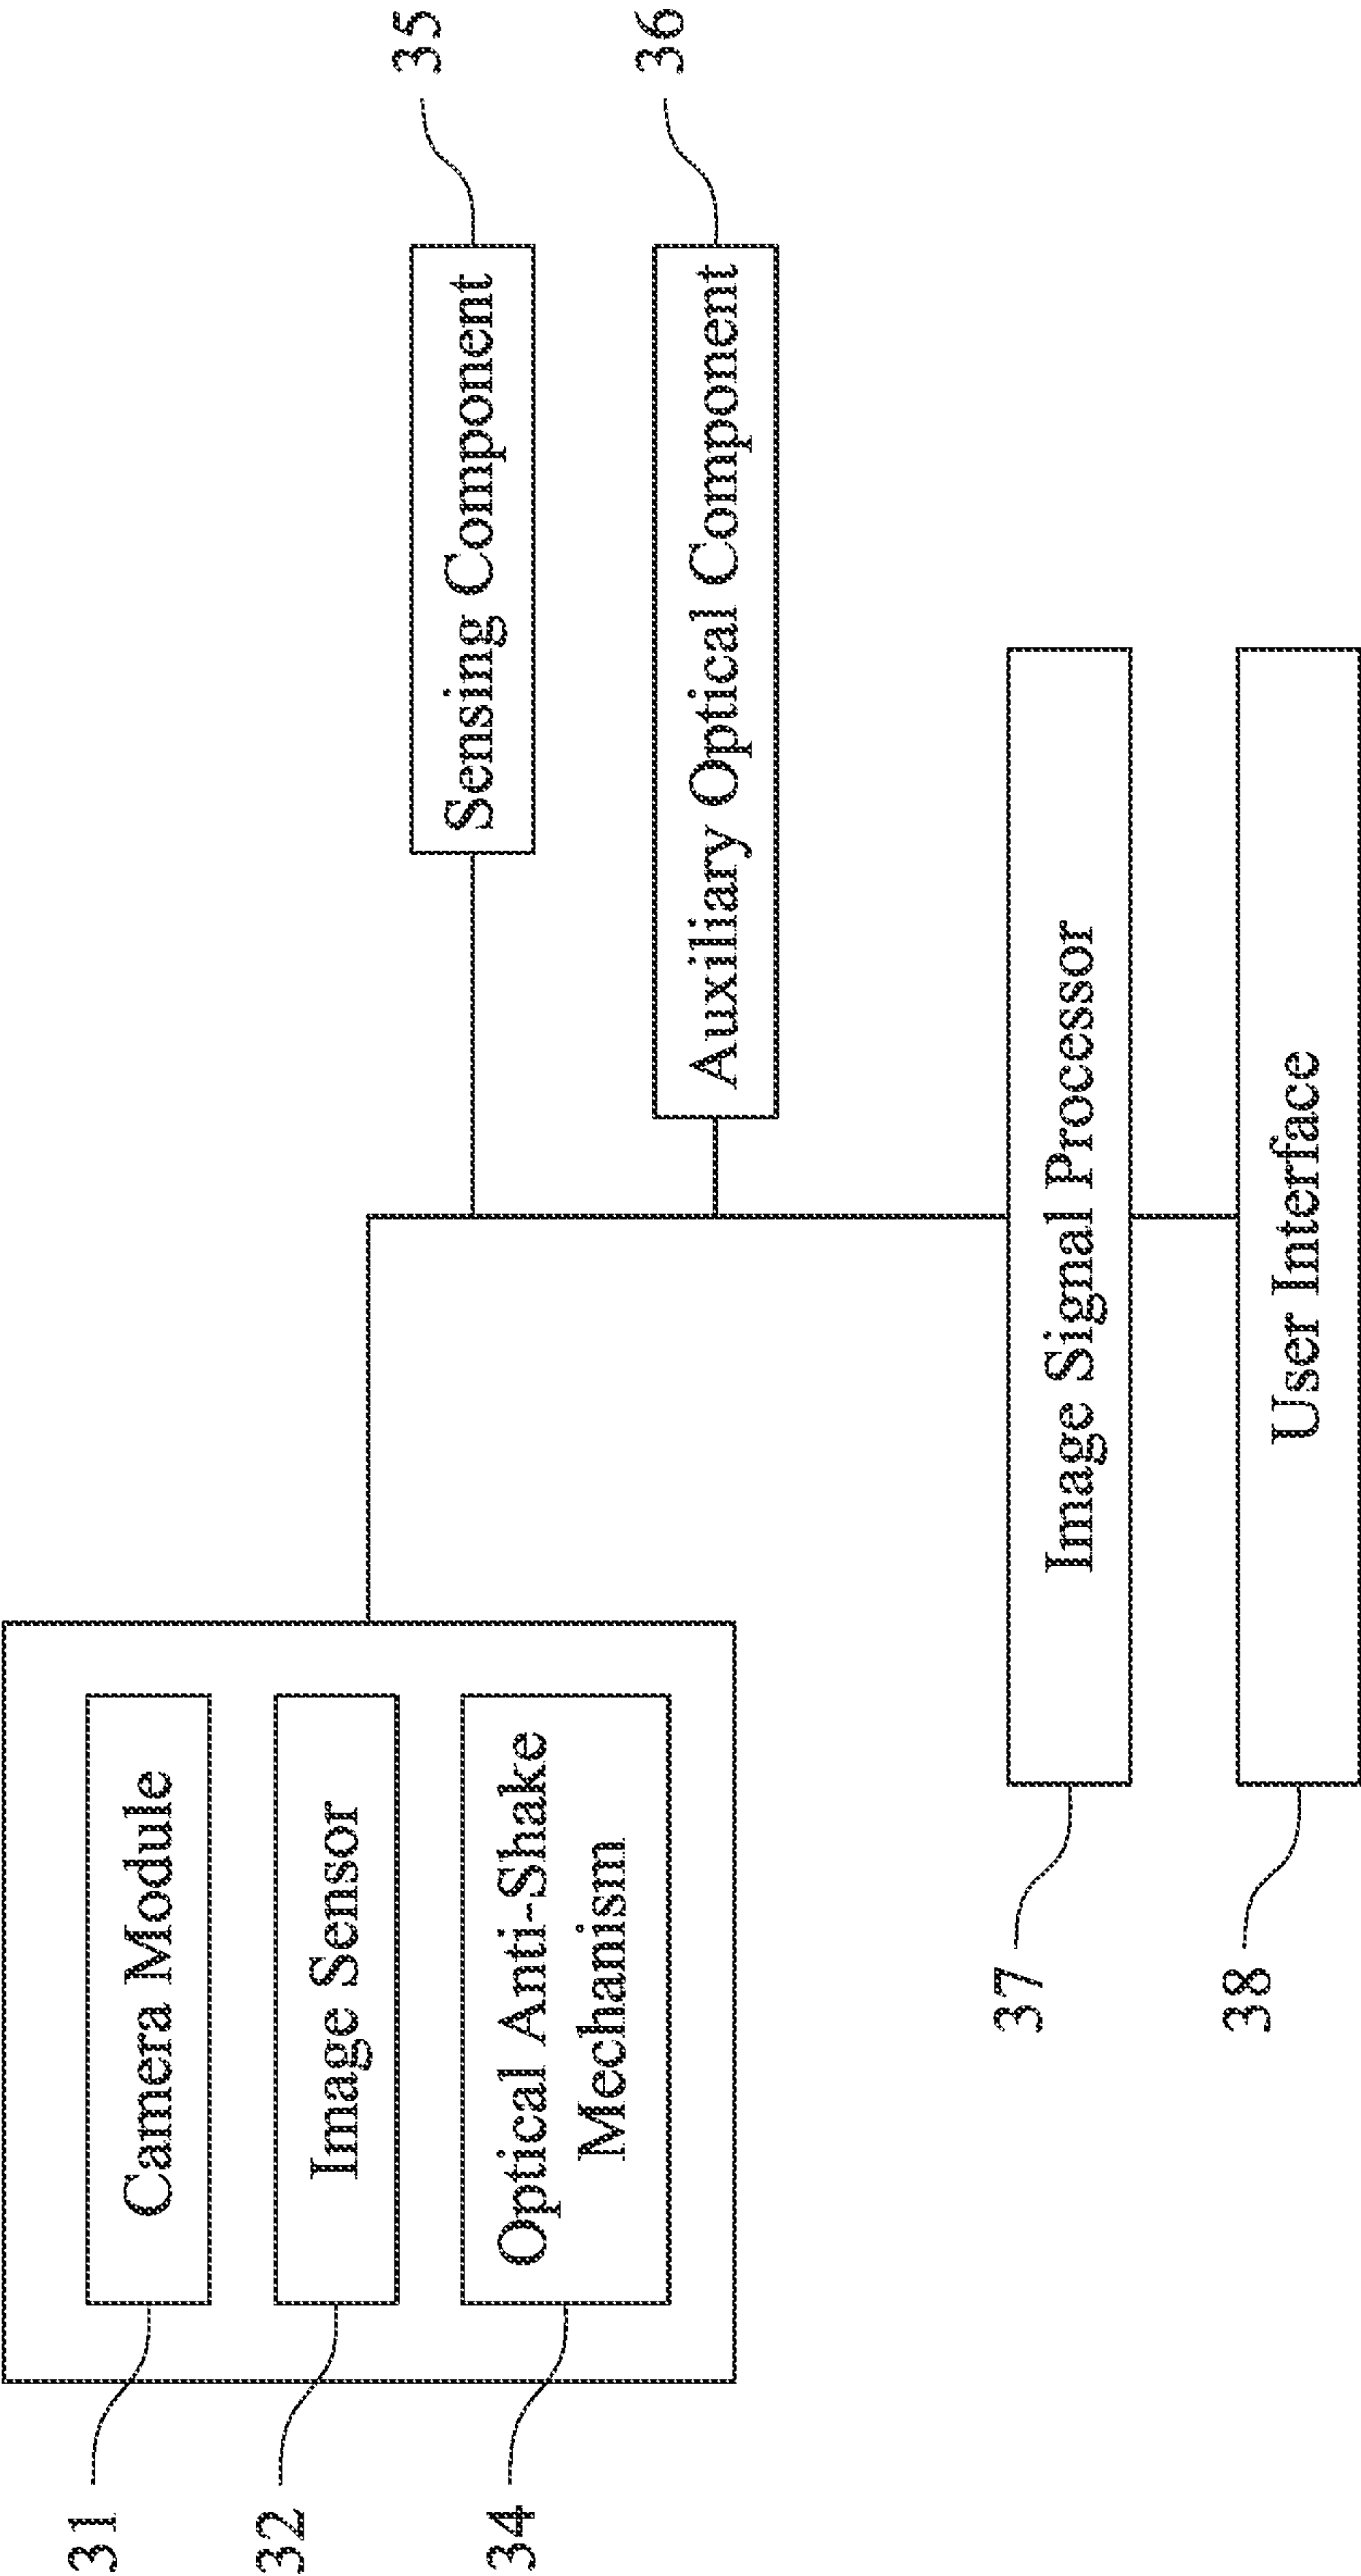 31
Camera Module
32
Image Sensor
34
Optical Anti-Shake
Mechanism
Sensing Component
35
Auxiliary Optical Component
36
37
Image Signal Processor
38
User Interface